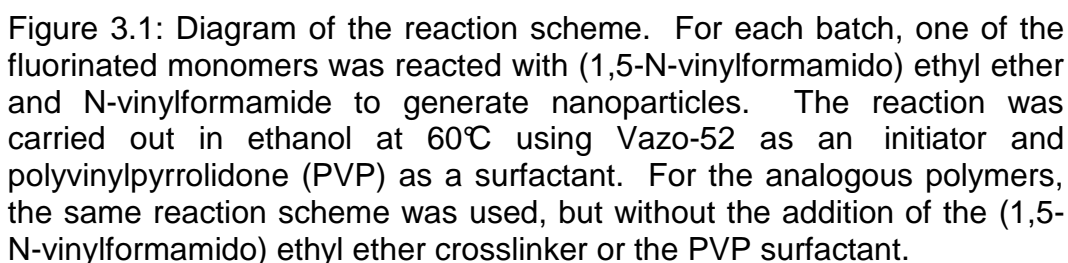 Figure 3.1: Diagram of the reaction scheme. For each batch, one of the
fluorinated monomers was reacted with (1,5-N-vinylformamido) ethyl ether
and N-vinylformamide to generate nanoparticles. The reaction was
carried out in ethanol at 60℃ using Vazo-52 as an initiator and
polyvinylpyrrolidone (PVP) as a surfactant. For the analogous polymers,
the same reaction scheme was used, but without the addition of the (1,5-
N-vinylformamido) ethyl ether crosslinker or the PVP surfactant.